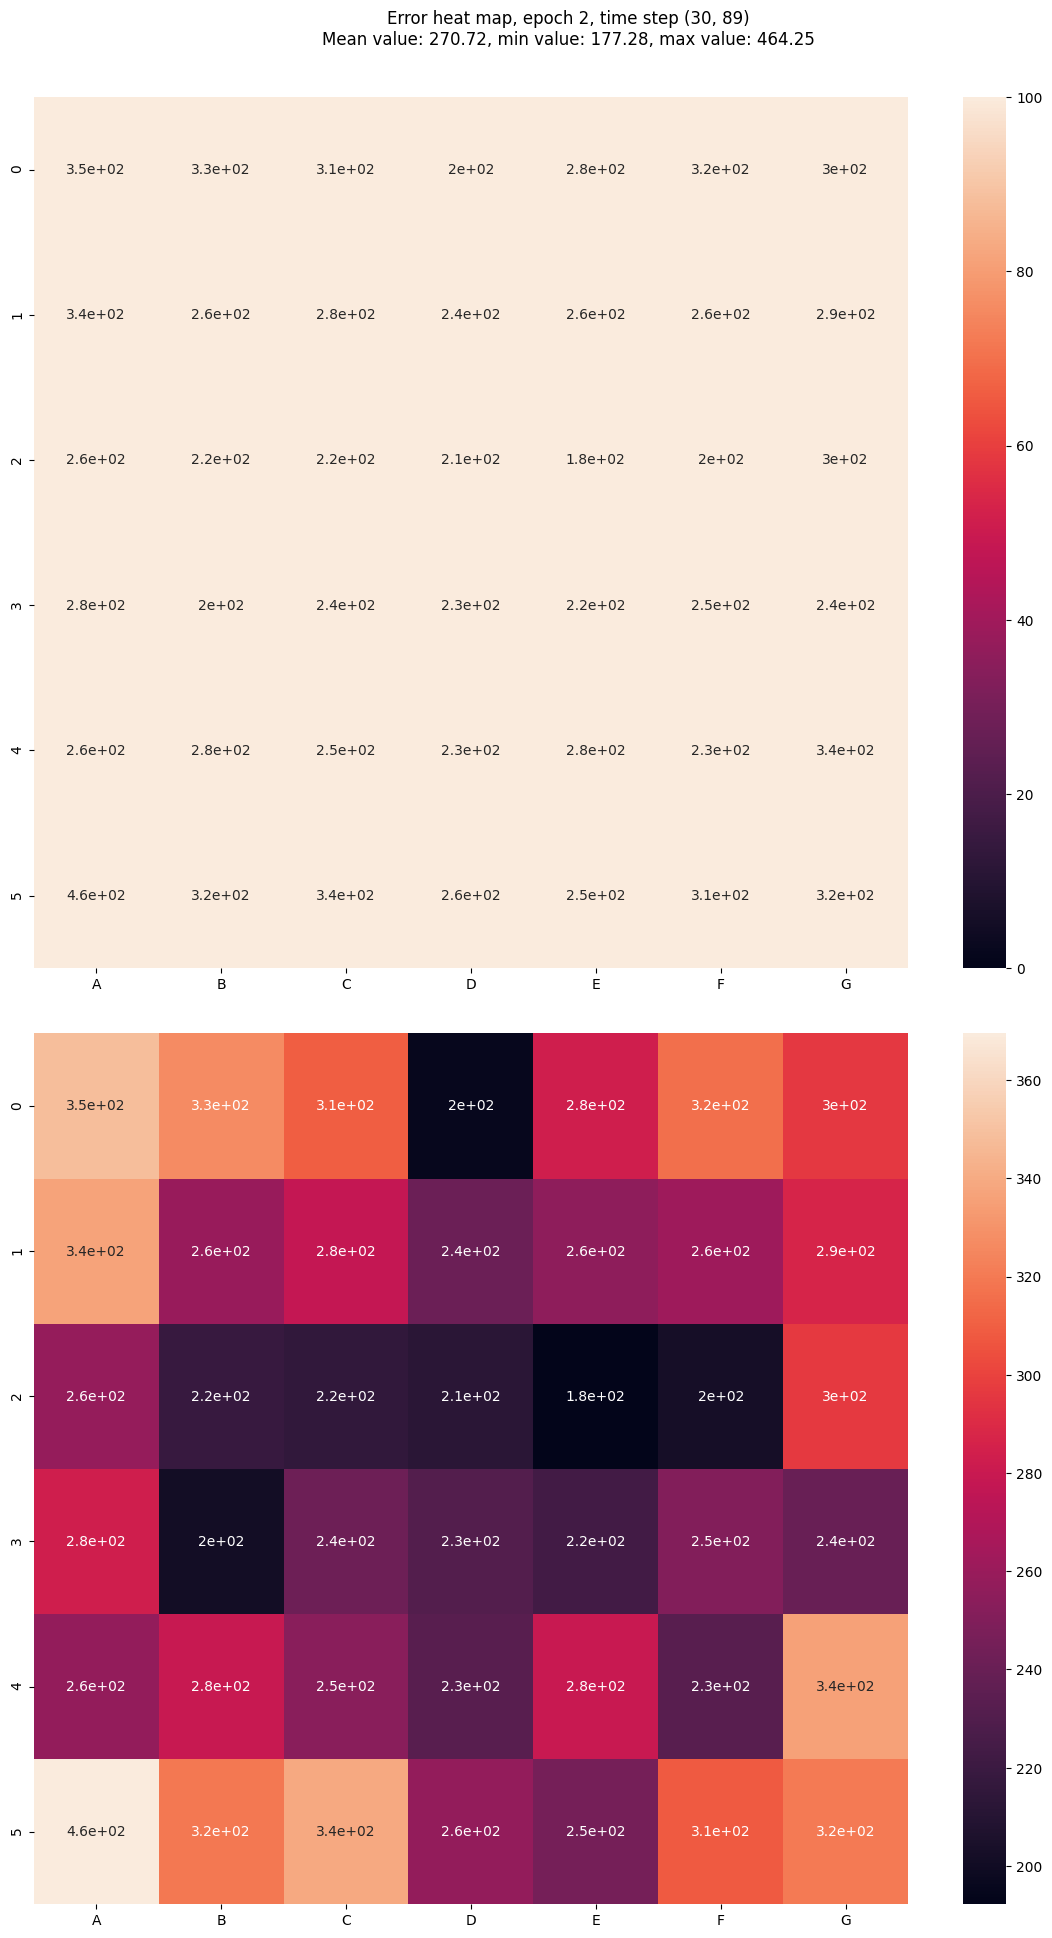 Error heat map, epoch 2, time step (30, 89)
Mean value: 270.72, min value: 177.28, max value: 464.25
100
0 3.5e+02 3.3e+02 3.1e+02 2e+02 2.8e+02 3.2e+02 3e+02
80
1 3.4e+02 2.6e+02 2.8e+02 2.4e+02 2.6e+02 2.6e+02 2.9e+02
60
2 2.6e+02 2.2e+02 2.2e+02 2.1e+02 1.8e+02 2e+02 3e+02
3 2.8e+02 2e+02 2.4e+02 2.3e+02 2.2e+02 2.5e+02 2.4e+02
40
4 2.6e+02 2.8e+02 2.5e+02 2.3e+02 2.8e+02 2.3e+02 3.4e+02
20
5 4.6e+02 3.2e+02 3.4e+02 2.6e+02 2.5e+02 3.1e+02 3.2e+02
0
A B C D E F G
360
0 3.5e+02 3.3e+02 3.1e+02 2e+02 2.8e+02 3.2e+02 3e+02
340
1 3.4e+02 2.6e+02 2.8e+02 2.4e+02 2.6e+02 2.6e+02 2.9e+02
320
300
2 2.6e+02 2.2e+02 2.2e+02 2.1e+02 1.8e+02 2e+02 3e+02
280
3 2.8e+02 2e+02 2.4e+02 2.3e+02 2.2e+02 2.5e+02 2.4e+02
260
240
4 2.6e+02 2.8e+02 2.5e+02 2.3e+02 2.8e+02 2.3e+02 3.4e+02
220
5 4.6e+02 3.2e+02 3.4e+02 2.6e+02 2.5e+02 3.1e+02 3.2e+02
200
A B C D E F G